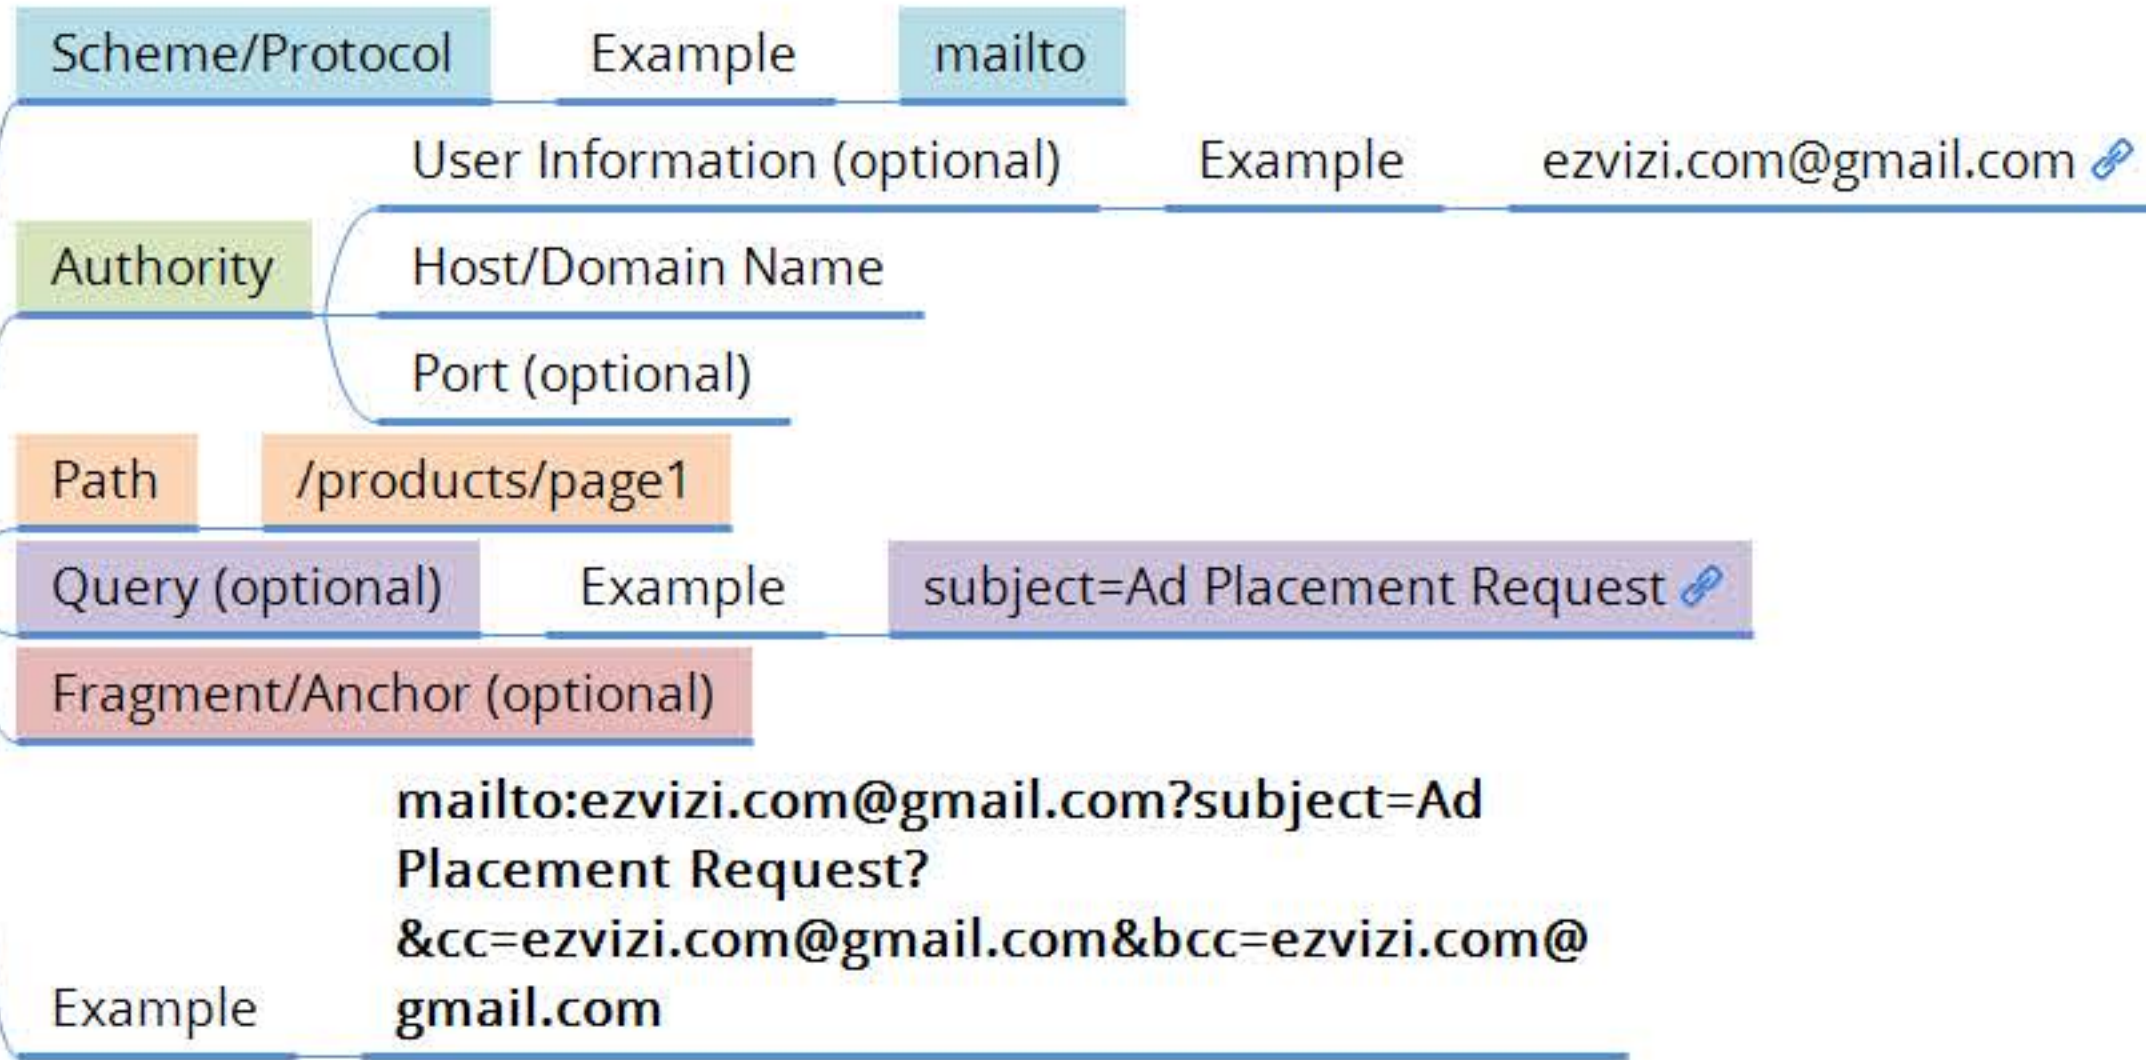 Scheme/Protocol Example mailto
User Information (optional) Example ezvizi.com@gmail.com
Authority
Host/Domain Name
Port (optional)
Path /products/page1
Query (optional) Example subject=Ad Placement Request
Fragment/Anchor (optional)
Example
mailto:ezvizi.com@gmail.com?subject=Ad
Placement Request?
&cc=ezvizi.com@gmail.com&bcc=ezvizi.com@
gmail.com